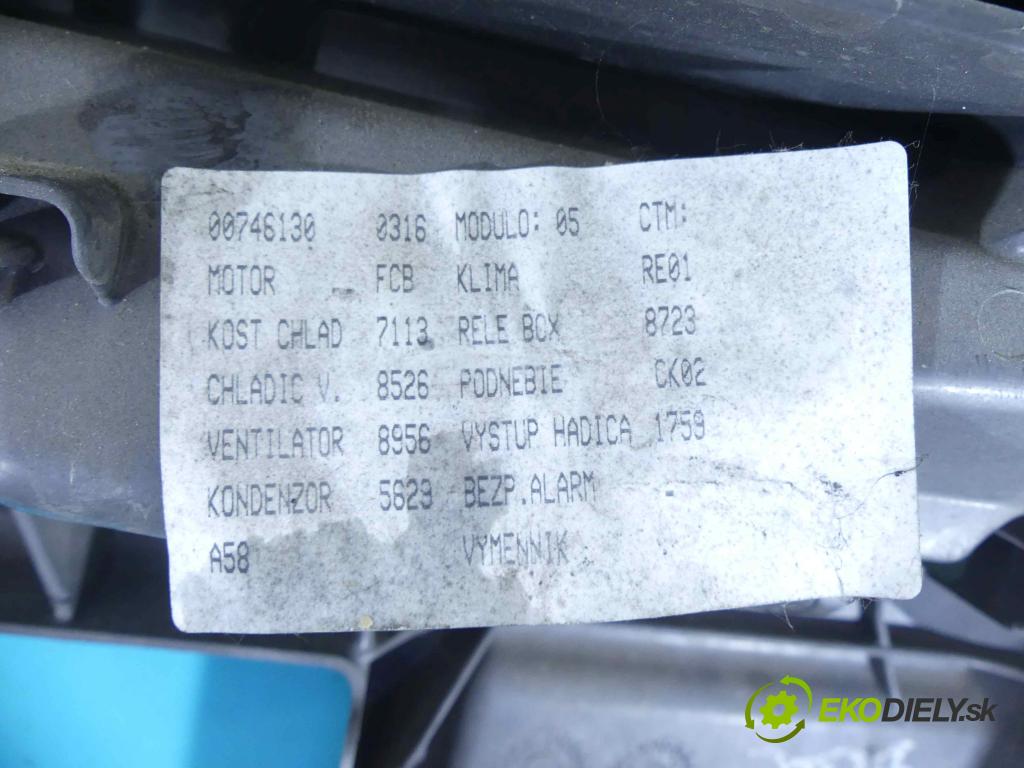 00746130 0316 MODULO: 05 CTM:
MOTOR FCB KLIMA RE01
KOST CHLAD 7113 RELE BOX 8723
CHLADIC V. 8526 PODNEBIE CK02
VENTILATOR 8956 VYSTUP HADICA 1759
KONDENZOR 5623 BEZP.ALARM -
A58 VYMENNIK
EKODIELY.sk